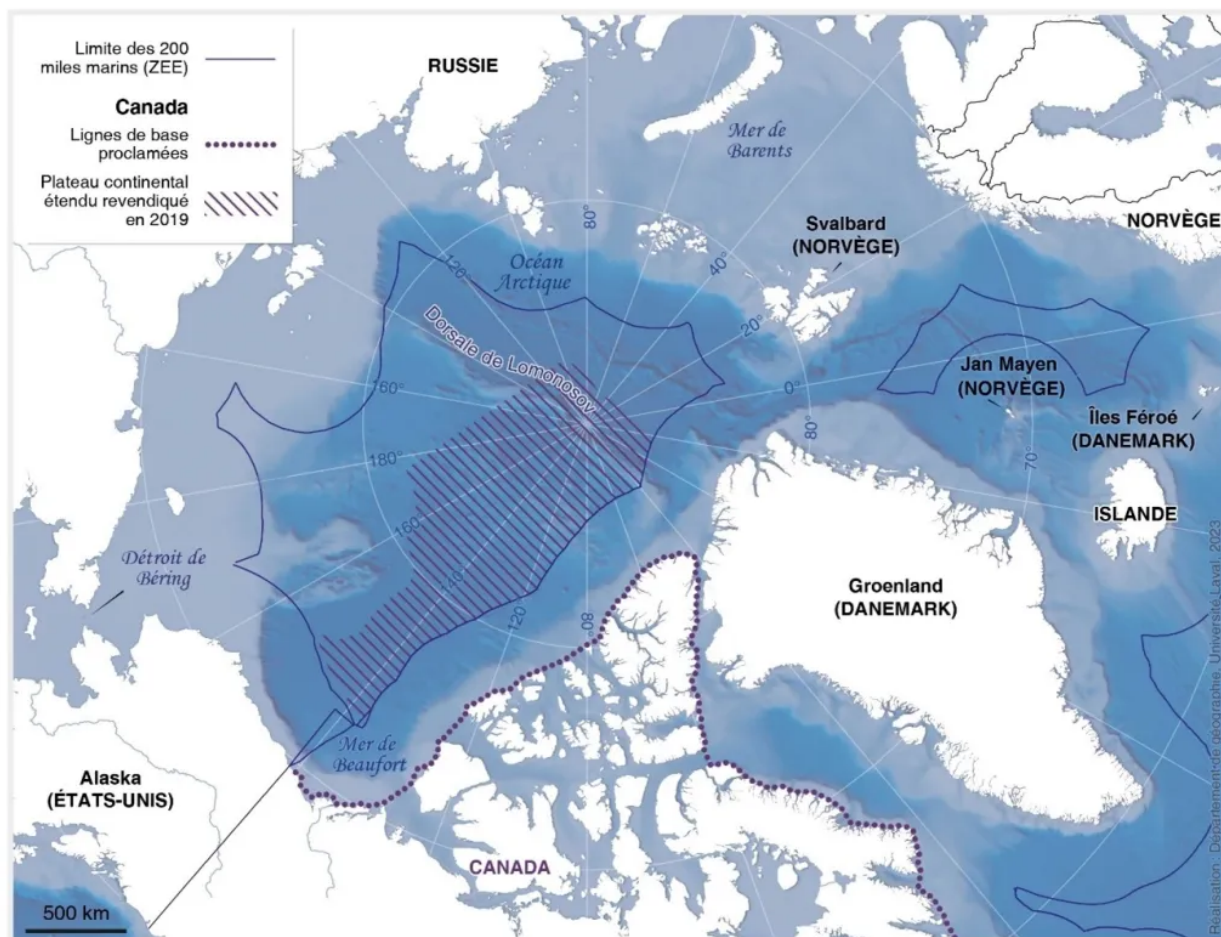 Limite des 200
miles marins (ZEE)
Canada
Lignes de base
proclamées
Plateau continental
étendu revendiqué
en 2019
RUSSIE
Mer de
Barents
NORVÈGE
Svalbard
(NORVÈGE)
80°
40°
Océan
Arctique
120°
20°
Dorsale de Lomonosov
Jan Mayen
(NORVÈGE)
0°
160°
80°
Îles Féroé
(DANEMARK)
70°
180°
ISLANDE
160°
Détroit de
Béring
140°
Groenland
(DANEMARK)
120
80
Mer de
Beaufort
Alaska
(ÉTATS-UNIS)
CANADA
500 km
Réalisation : Département de géographie, Université Laval, 2023